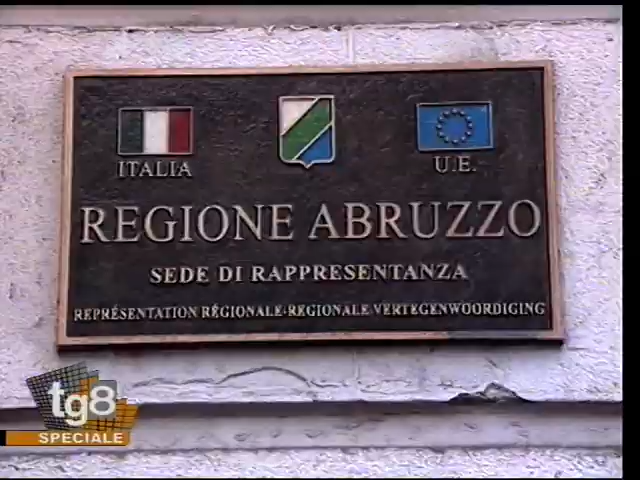 ITALIA U.E.
REGIONE ABRUZZO
SEDE DI RAPPRESENTANZA
REPRÉSENTATION RÉGIONALE-REGIONALE VERTEGENWOORDIGING
tg8
SPECIALE